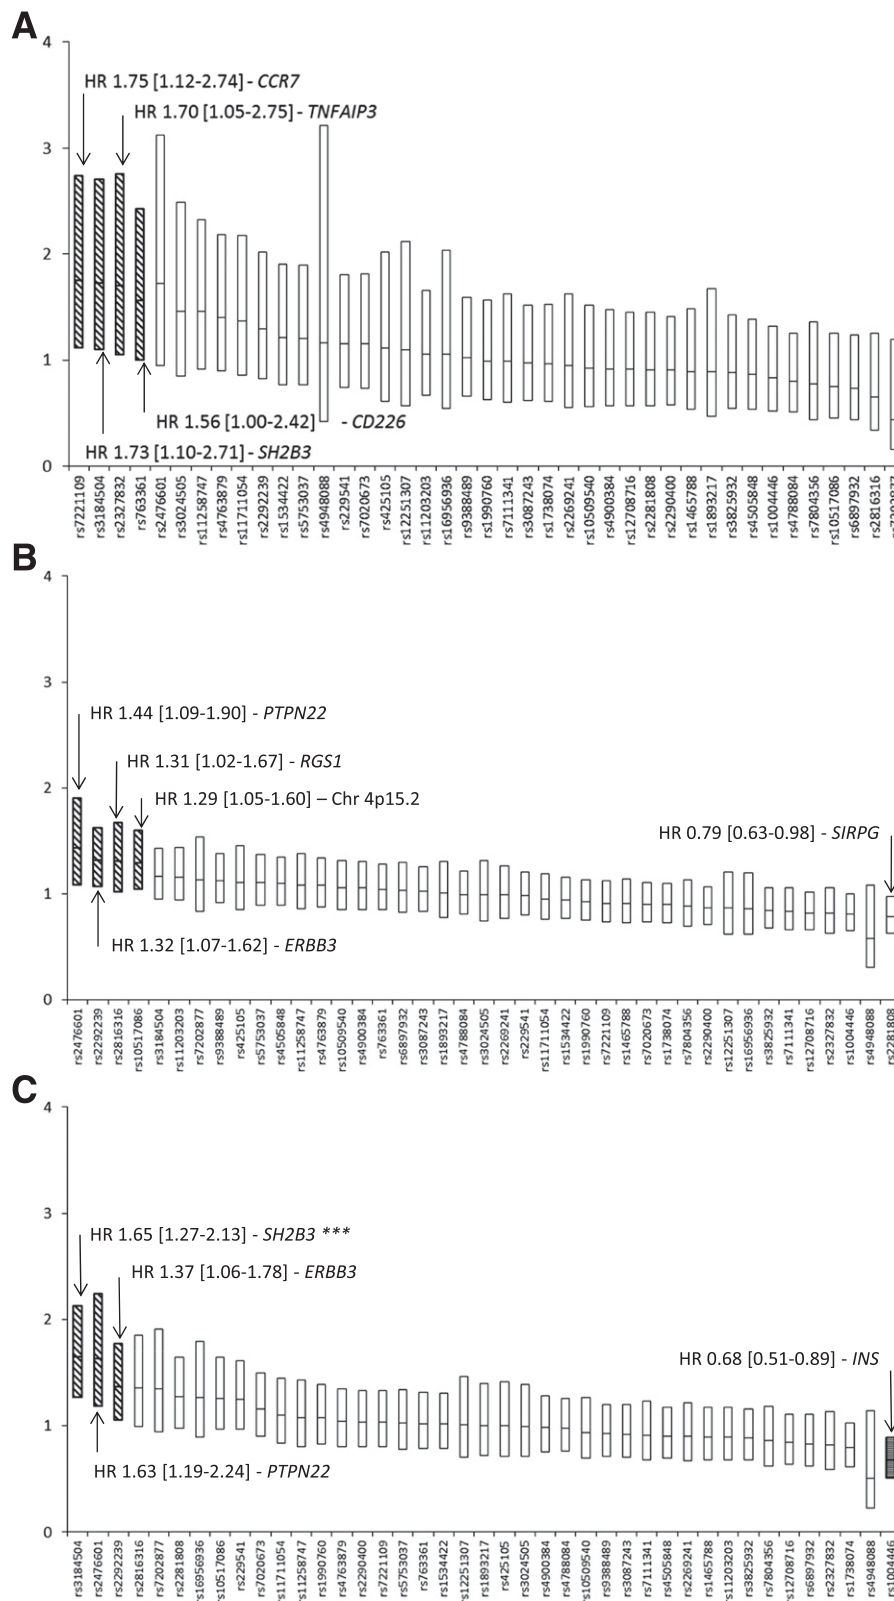 A
4
HR 1.75 [1.12-2.74] - CCR7
HR 1.70 [1.05-2.75] - TNFAIP3
3
2
1
HR 1.56 [1.00-2.42] - CD226
HR 1.73 [1.10-2.71] - SH2B3
0
rs7221109
rs3184504
rs2327832
rs763361
rs2476601
rs3024505
rs11258747
rs4763879
rs11711054
rs2292239
rs1534422
rs5753037
rs4948088
rs229541
rs7020673
rs425105
rs12251307
rs11203203
rs16956936
rs9388489
rs1990760
rs7111341
rs3087243
rs1738074
rs2269241
rs10509540
rs4900384
rs12708716
rs2281808
rs2290400
rs1465788
rs1893217
rs3825932
rs4505848
rs1004446
rs4788084
rs7804356
rs10517086
rs6897932
rs2816316
B
4
3
HR 1.44 [1.09-1.90] - PTPN22
HR 1.31 [1.02-1.67] - RGS1
2
HR 1.29 [1.05-1.60] – Chr 4p15.2
HR 0.79 [0.63-0.98] - SIRPG
1
HR 1.32 [1.07-1.62] - ERBB3
0
rs2476601
rs2292239
rs2816316
rs10517086
rs3184504
rs11203203
rs7202877
rs9388489
rs425105
rs5753037
rs4505848
rs11258747
rs4763879
rs10509540
rs4900384
rs763361
rs6897932
rs3087243
rs1893217
rs4788084
rs3024505
rs2269241
rs229541
rs11711054
rs1534422
rs1990760
rs7221109
rs1465788
rs7020673
rs1738074
rs7804356
rs2290400
rs12251307
rs16956936
rs3825932
rs7111341
rs12708716
rs2327832
rs1004446
rs4948088
rs2281808
C
4
3
HR 1.65 [1.27-2.13] - SH2B3 ***
HR 1.37 [1.06-1.78] - ERBB3
2
HR 0.68 [0.51-0.89] - INS
1
HR 1.63 [1.19-2.24] - PTPN22
0
rs3184504
rs2476601
rs2292239
rs2816316
rs7202877
rs2281808
rs16956936
rs10517086
rs229541
rs7020673
rs11711054
rs11258747
rs1990760
rs4763879
rs2290400
rs7221109
rs5753037
rs763361
rs1534422
rs12251307
rs1893217
rs425105
rs3024505
rs4900384
rs4788084
rs10509540
rs9388489
rs3087243
rs7111341
rs4505848
rs2269241
rs1465788
rs11203203
rs3825932
rs7804356
rs12708716
rs6897932
rs2327832
rs1738074
rs4948088
rs1004446